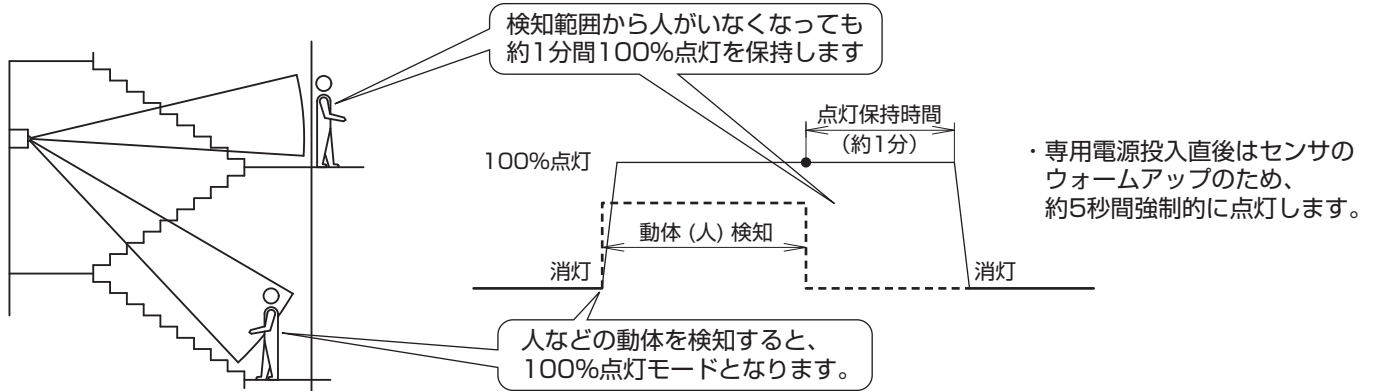 検知範囲から人がいなくなっても
約1分間100%点灯を保持します
点灯保持時間
(約1分)
100%点灯
動体 (人) 検知
消灯
消灯
人などの動体を検知すると、
100%点灯モードとなります。
・専用電源投入直後はセンサの
ウォームアップのため、
約5秒間強制的に点灯します。